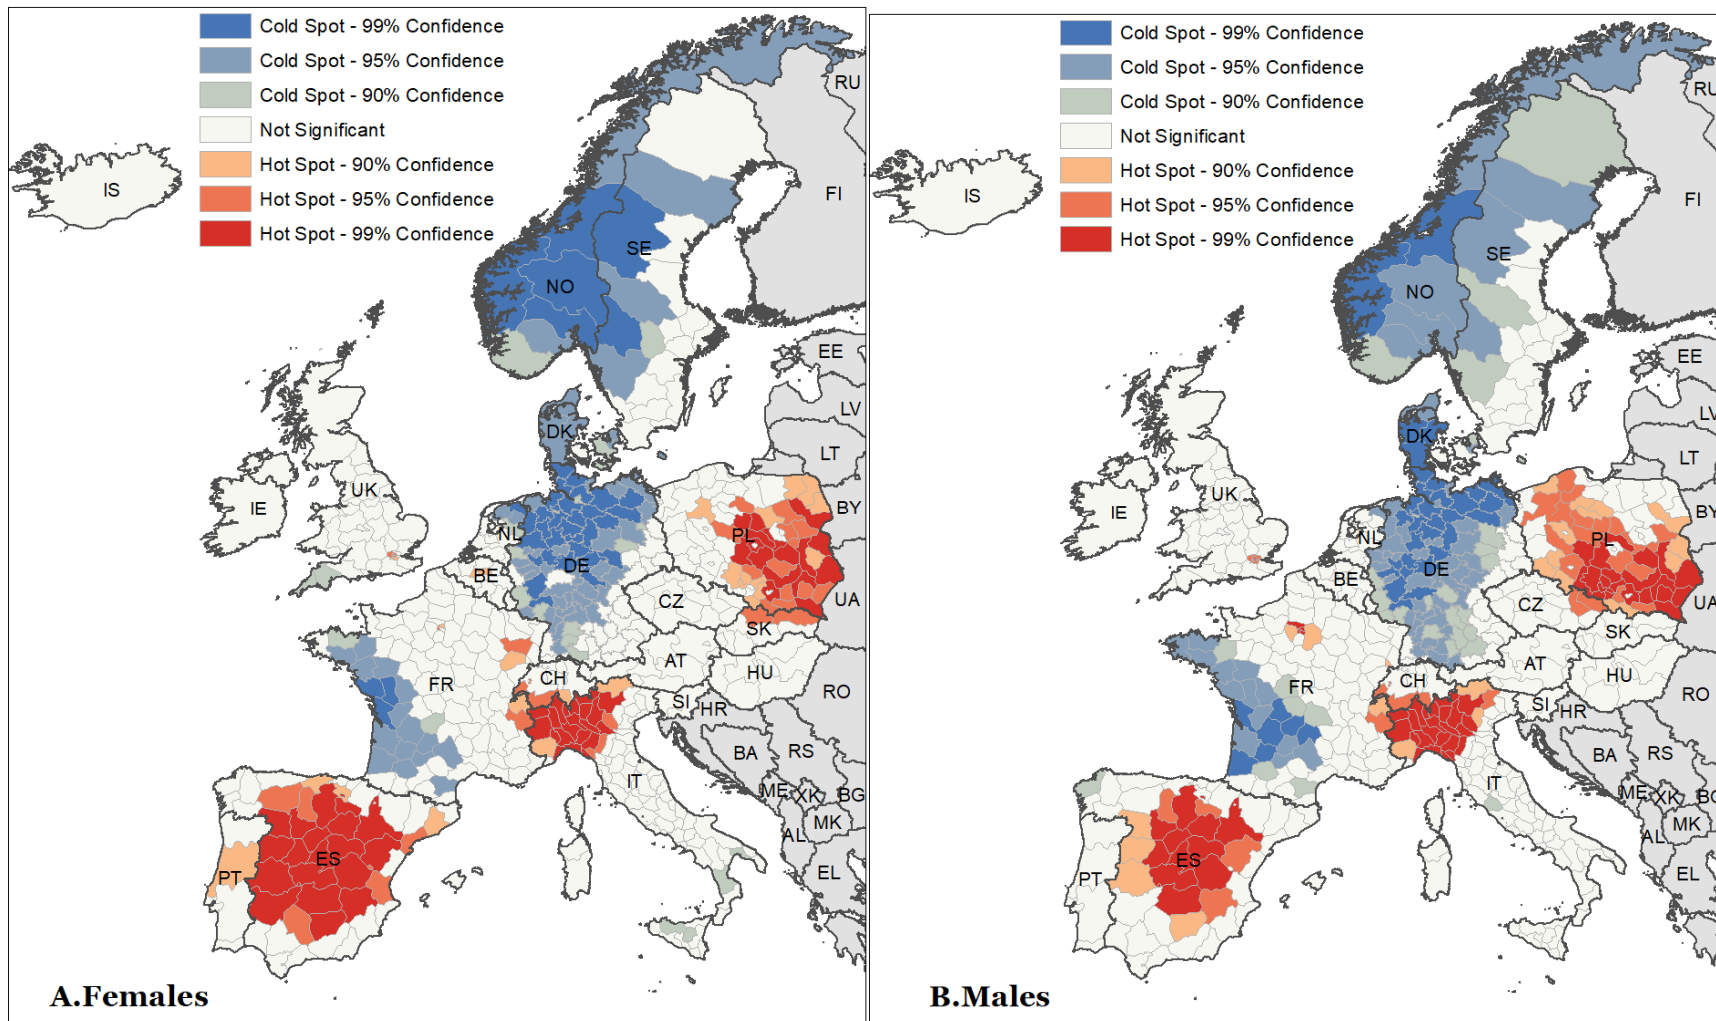 Cold Spot - 99% Confidence
Cold Spot - 95% Confidence
Cold Spot - 90% Confidence
Not Significant
Hot Spot - 90% Confidence
Hot Spot - 95% Confidence
Hot Spot - 99% Confidence
RU
IS
FI
SE
NO
EE
LV
DK
LT
UK
IE
BY
NL
PL
DE
BE
UA
CZ
SK
AT
HU
FR
CH
RO
SI
HR
BA
RS
IT
ME
XK
BG
MK
AL
ES
PT
EL
A.Females
Cold Spot - 99% Confidence
Cold Spot - 95% Confidence
Cold Spot - 90% Confidence
Not Significant
Hot Spot - 90% Confidence
Hot Spot - 95% Confidence
Hot Spot - 99% Confidence
RU
IS
FI
SE
NO
EE
LV
DK
LT
UK
IE
BY
NL
PL
DE
BE
UA
CZ
SK
AT
HU
FR
CH
RO
SI
HR
BA
RS
IT
ME
XK
BG
MK
AL
ES
PT
EL
B.Males